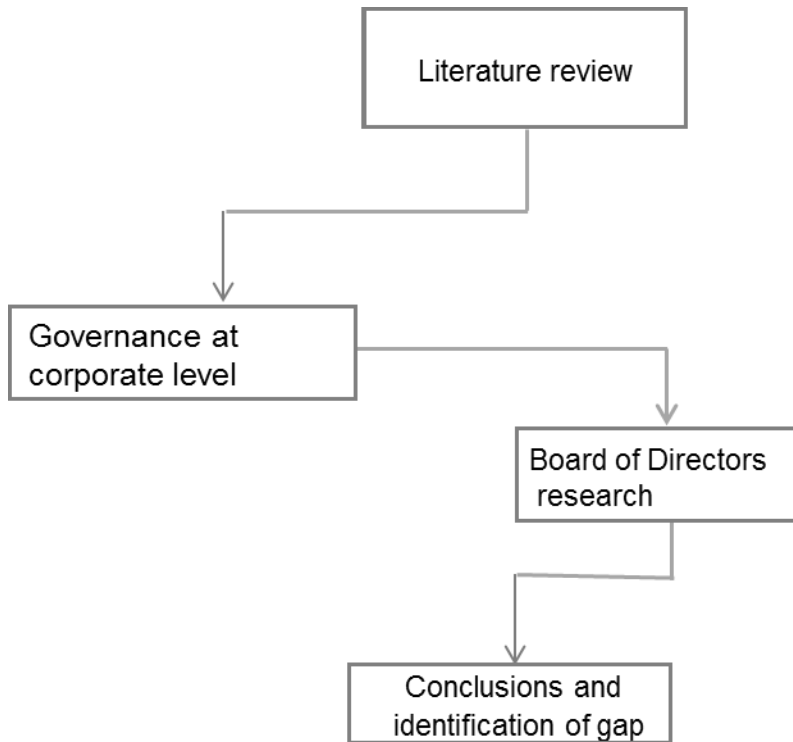 Literature review
Governance at
corporate level
Board of Directors
research
Conclusions and
identification of gap